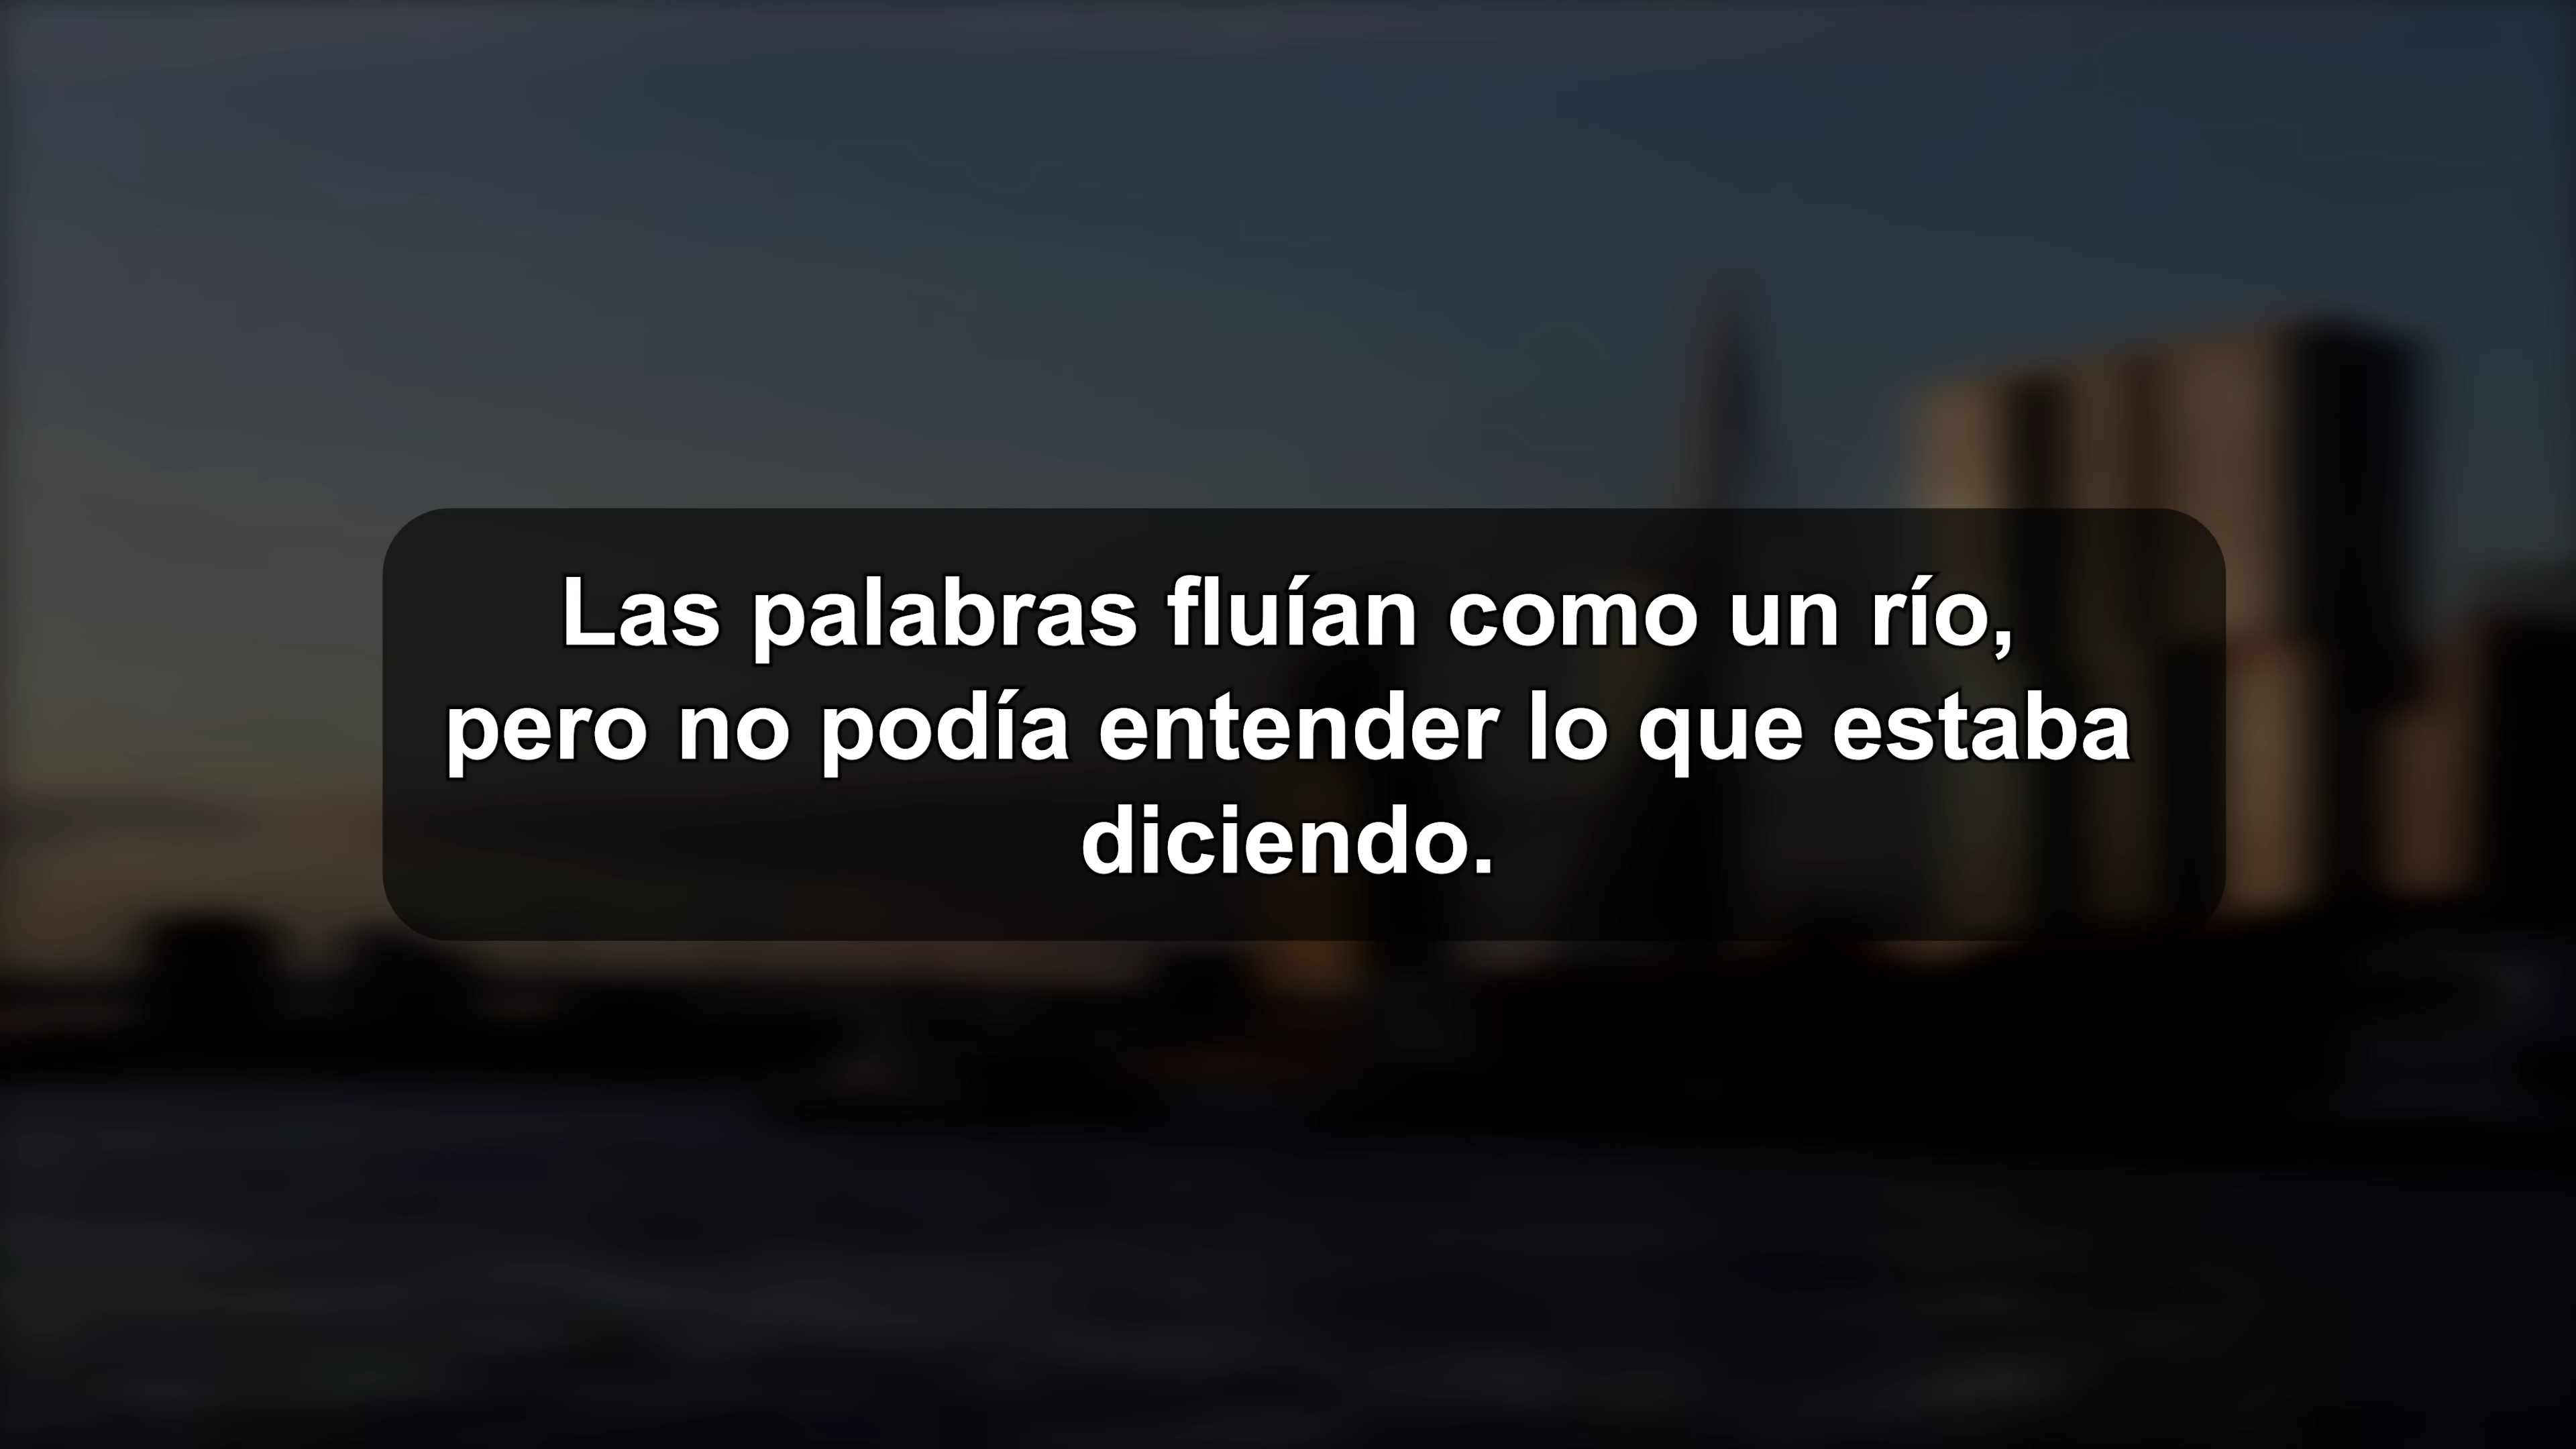 Las palabras fluían como un río,
pero no podía entender lo que estaba
diciendo.